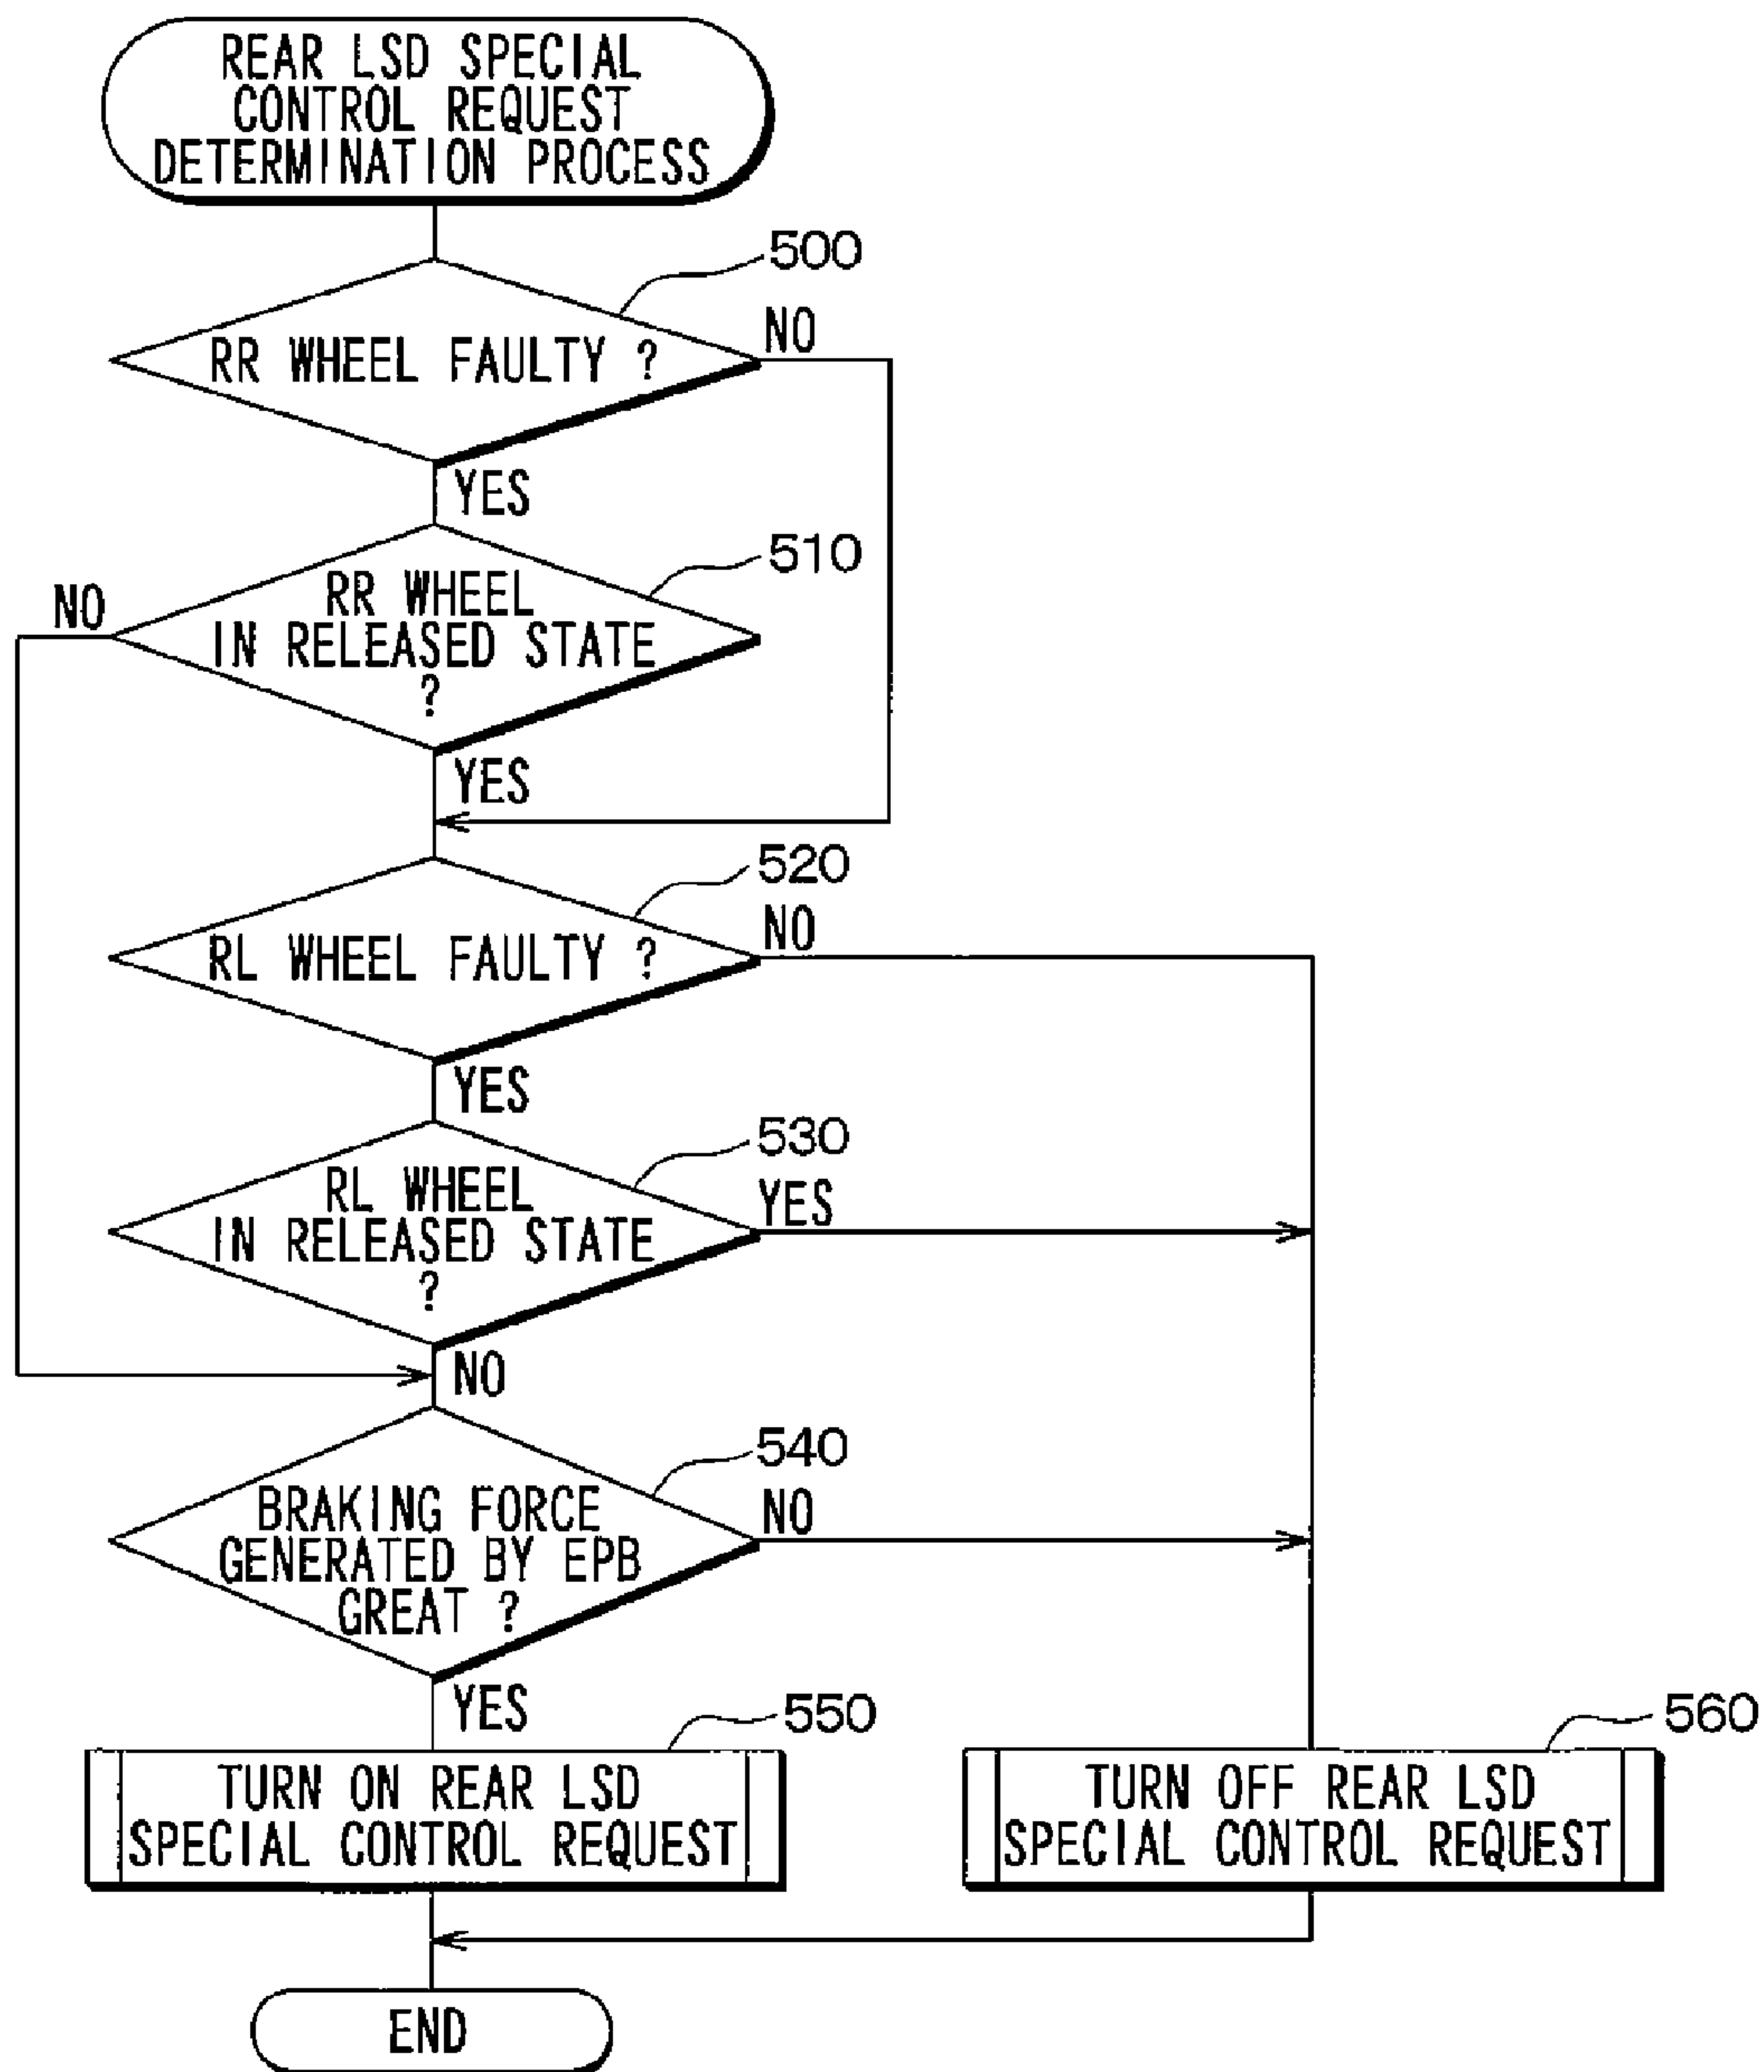 REAR LSD SPECIAL
CONTROL REQUEST
DETERMINATION PROCESS
500
RR WHEEL FAULTY ?
NO
YES
510
RR WHEEL
IN RELEASED STATE
?
NO
YES
520
RL WHEEL FAULTY ?
NO
YES
530
RL WHEEL
IN RELEASED STATE
?
YES
NO
540
BRAKING FORCE
GENERATED BY EPB
GREAT ?
NO
YES
550
TURN ON REAR LSD
SPECIAL CONTROL REQUEST
560
TURN OFF REAR LSD
SPECIAL CONTROL REQUEST
END